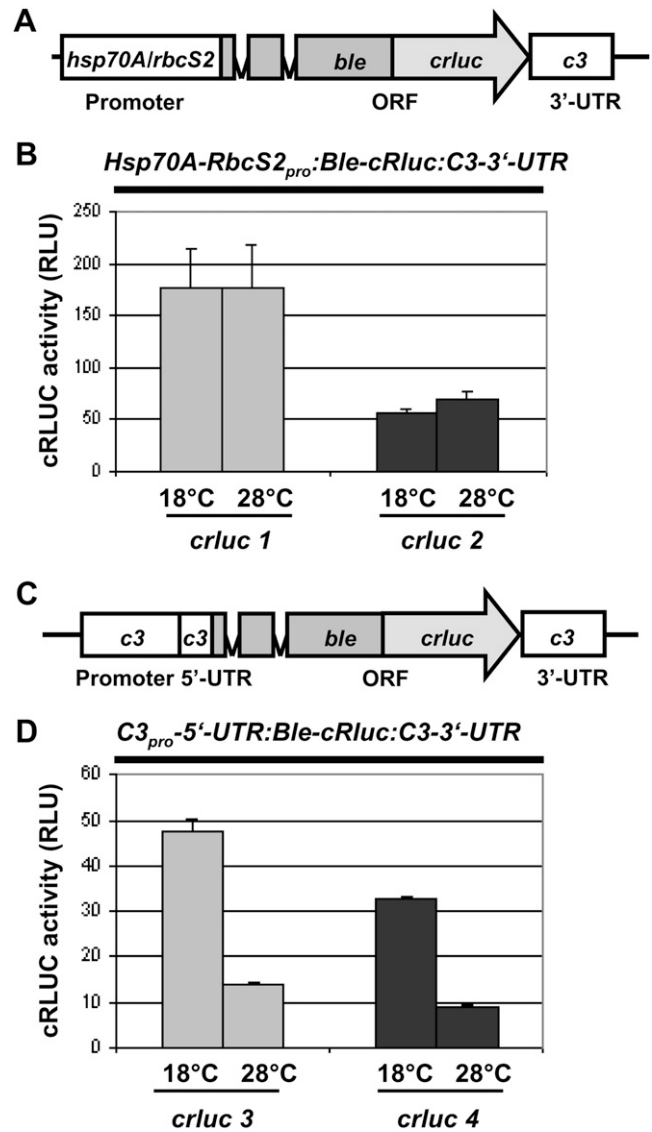 A
hsp70A/rbcS2 ble crluc c3
Promoter ORF 3'-UTR
B
Hsp70A-RbcS2pro:Ble-cRluc:C3-3'-UTR
cRLUC activity (RLU)
250
200
150
100
50
0
18°C 28°C 18°C 28°C
crluc 1 crluc 2
C
c3 c3 ble crluc c3
Promoter 5'-UTR ORF 3'-UTR
D
C3pro-5'-UTR:Ble-cRluc:C3-3'-UTR
cRLUC activity (RLU)
60
50
40
30
20
10
0
18°C 28°C 18°C 28°C
crluc 3 crluc 4